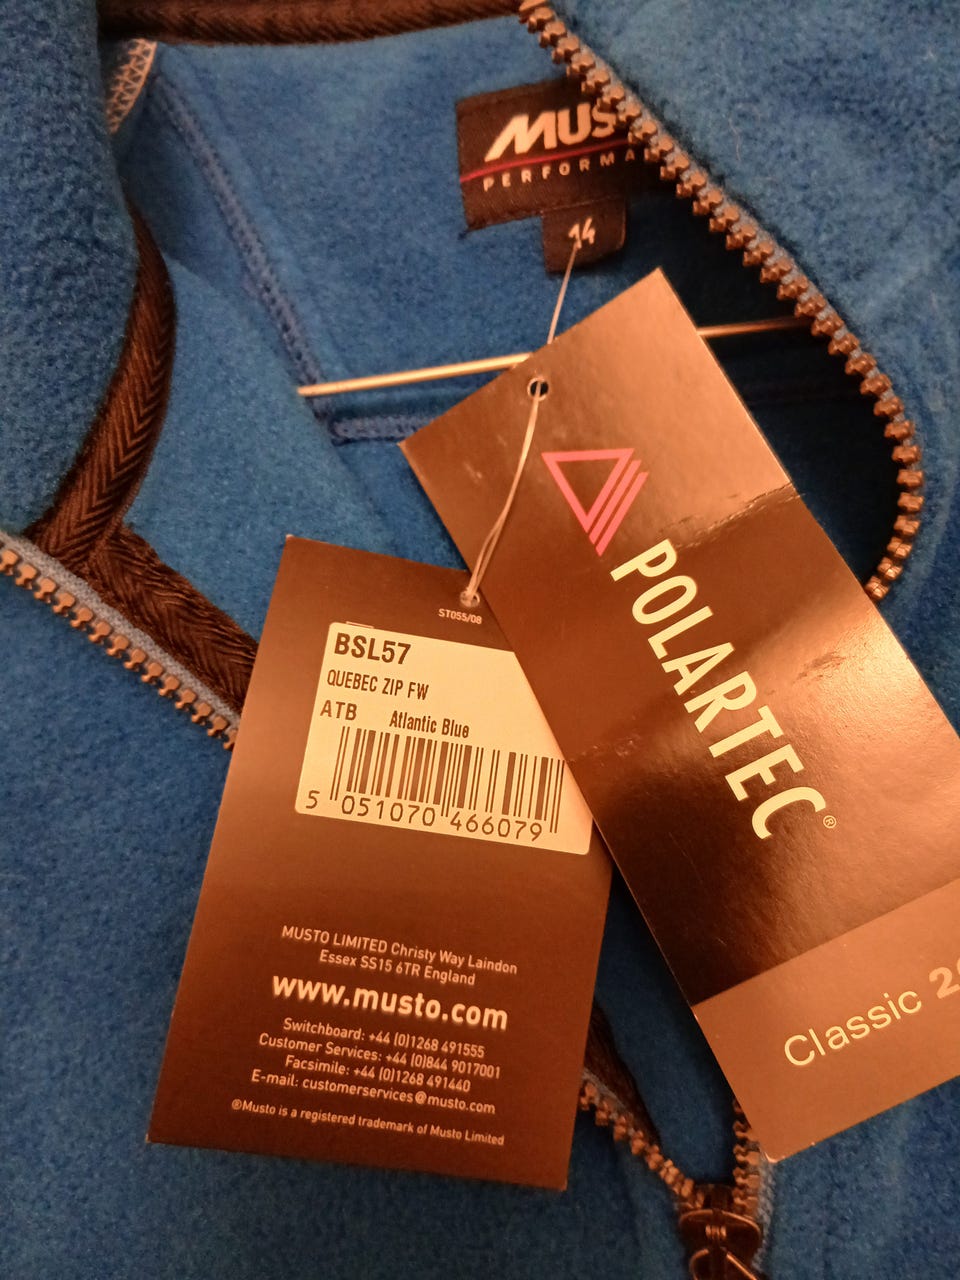 MUS
PERFORMA
14
POLARTEC®
Classic 2
ST055/08
BSL57
QUEBEC ZIP FW
ATB Atlantic Blue
5 051070 466079
MUSTO LIMITED Christy Way Laindon
Essex SS15 6TR England
www.musto.com
Switchboard: +44 (0)1268 491555
Customer Services: +44 (0)844 9017001
Facsimile: +44 (0)1268 491440
E-mail: customerservices@musto.com
®Musto is a registered trademark of Musto Limited